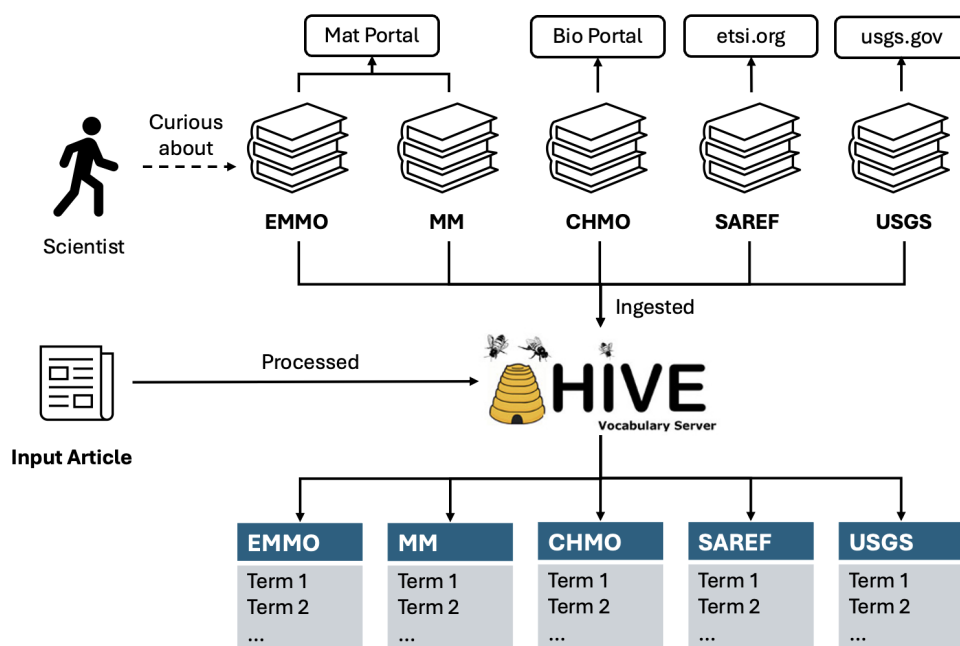 Mat Portal
Bio Portal
etsi.org
usgs.gov
Curious
about
Scientist
EMMO
MM
CHMO
SAREF
USGS
Ingested
Processed
HIVE
Vocabulary Server
Input Article
EMMO
Term 1
Term 2
...
MM
Term 1
Term 2
...
CHMO
Term 1
Term 2
...
SAREF
Term 1
Term 2
...
USGS
Term 1
Term 2
...